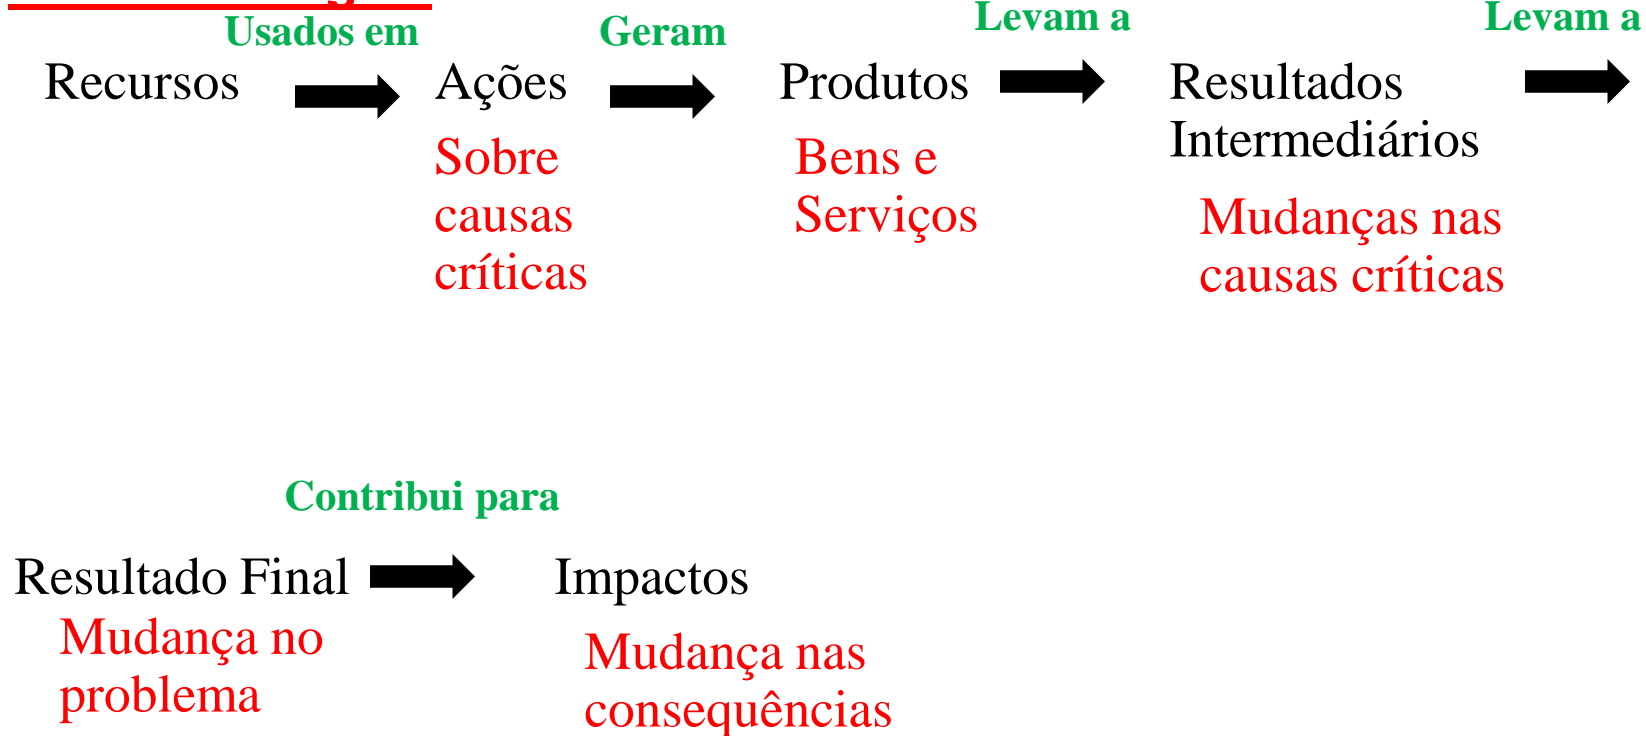 Usados em
Geram
Levam a
Levam a
Recursos
Ações
Produtos
Resultados
Intermediários
Sobre
causas
críticas
Bens e
Serviços
Mudanças nas
causas críticas
Contribui para
Resultado Final
Impactos
Mudança no
problema
Mudança nas
consequências